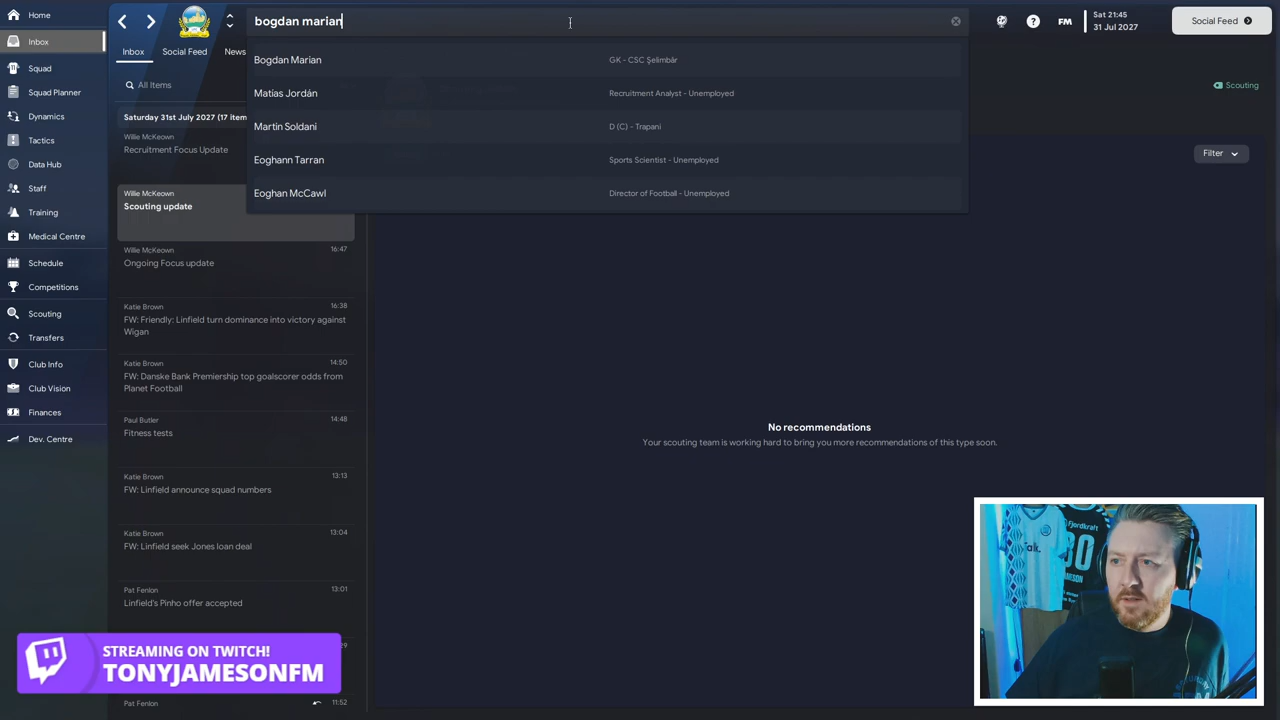 Home
Inbox
Squad
Squad Planner
Dynamics
Tactics
Data Hub
Staff
Training
Medical Centre
Schedule
Competitions
Scouting
Transfers
Club Info
Club Vision
Finances
Dev. Centre
bogdan marian
FM
Sat 21:45
31 Jul 2027
Social Feed
Inbox
Social Feed
News
Bogdan Marian
GK - CSC Şelimbăr
Matías Jordán
Recruitment Analyst - Unemployed
Martin Soldani
D (C) - Trapani
Eoghann Tarran
Sports Scientist - Unemployed
Eoghan McCawl
Director of Football - Unemployed
All Items
Saturday 31st July 2027 (17 item
Willie McKeown
Recruitment Focus Update
Willie McKeown
Scouting update
Willie McKeown
16:47
Ongoing Focus update
Katie Brown
16:38
FW: Friendly: Linfield turn dominance into victory against
Wigan
Katie Brown
14:50
FW: Danske Bank Premiership top goalscorer odds from
Planet Football
Paul Butler
14:48
Fitness tests
Katie Brown
13:13
FW: Linfield announce squad numbers
Katie Brown
13:04
FW: Linfield seek Jones loan deal
Pat Fenlon
13:01
Linfield's Pinho offer accepted
Pat Fenlon
11:52
Scouting
Filter
No recommendations
Your scouting team is working hard to bring you more recommendations of this type soon.
STREAMING ON TWITCH!
TONYJAMESONFM
Fjordkraft